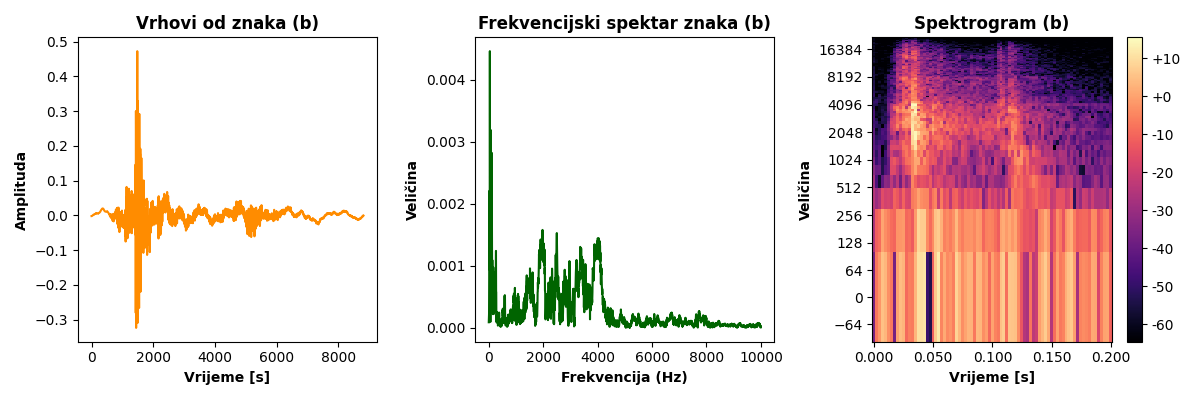 Vrhovi od znaka (b)
0.5
0.4
0.3
0.2
0.1
0.0
−0.1
−0.2
−0.3
Amplituda
0 2000 4000 6000 8000
Vrijeme [s]
Frekvencijski spektar znaka (b)
0.004
0.003
0.002
0.001
0.000
Veličina
0 2000 4000 6000 8000 10000
Frekvencija (Hz)
Spektrogram (b)
16384
8192
4096
2048
1024
512
256
128
64
0
−64
Veličina
0.000 0.050 0.100 0.150 0.200
Vrijeme [s]
+10
+0
-10
-20
-30
-40
-50
-60